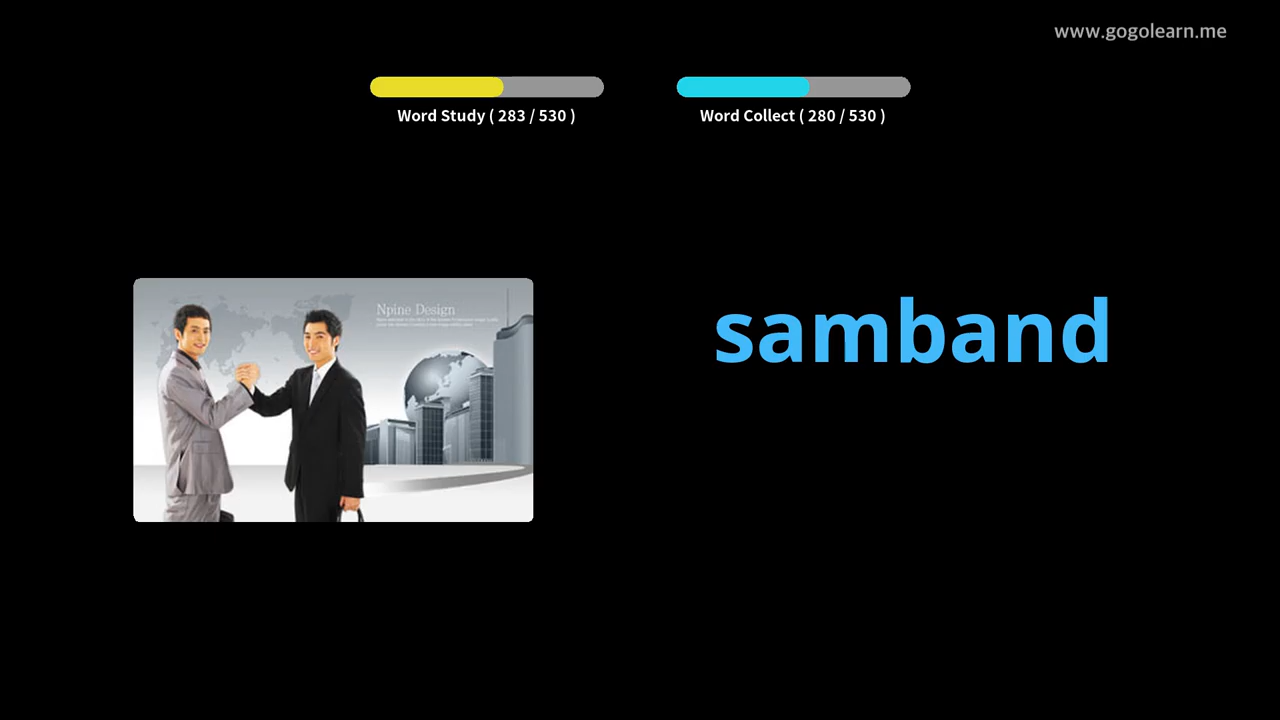 www.gogolearn.me
Word Study ( 283 / 530 )
Word Collect ( 280 / 530 )
Npine Design
samband